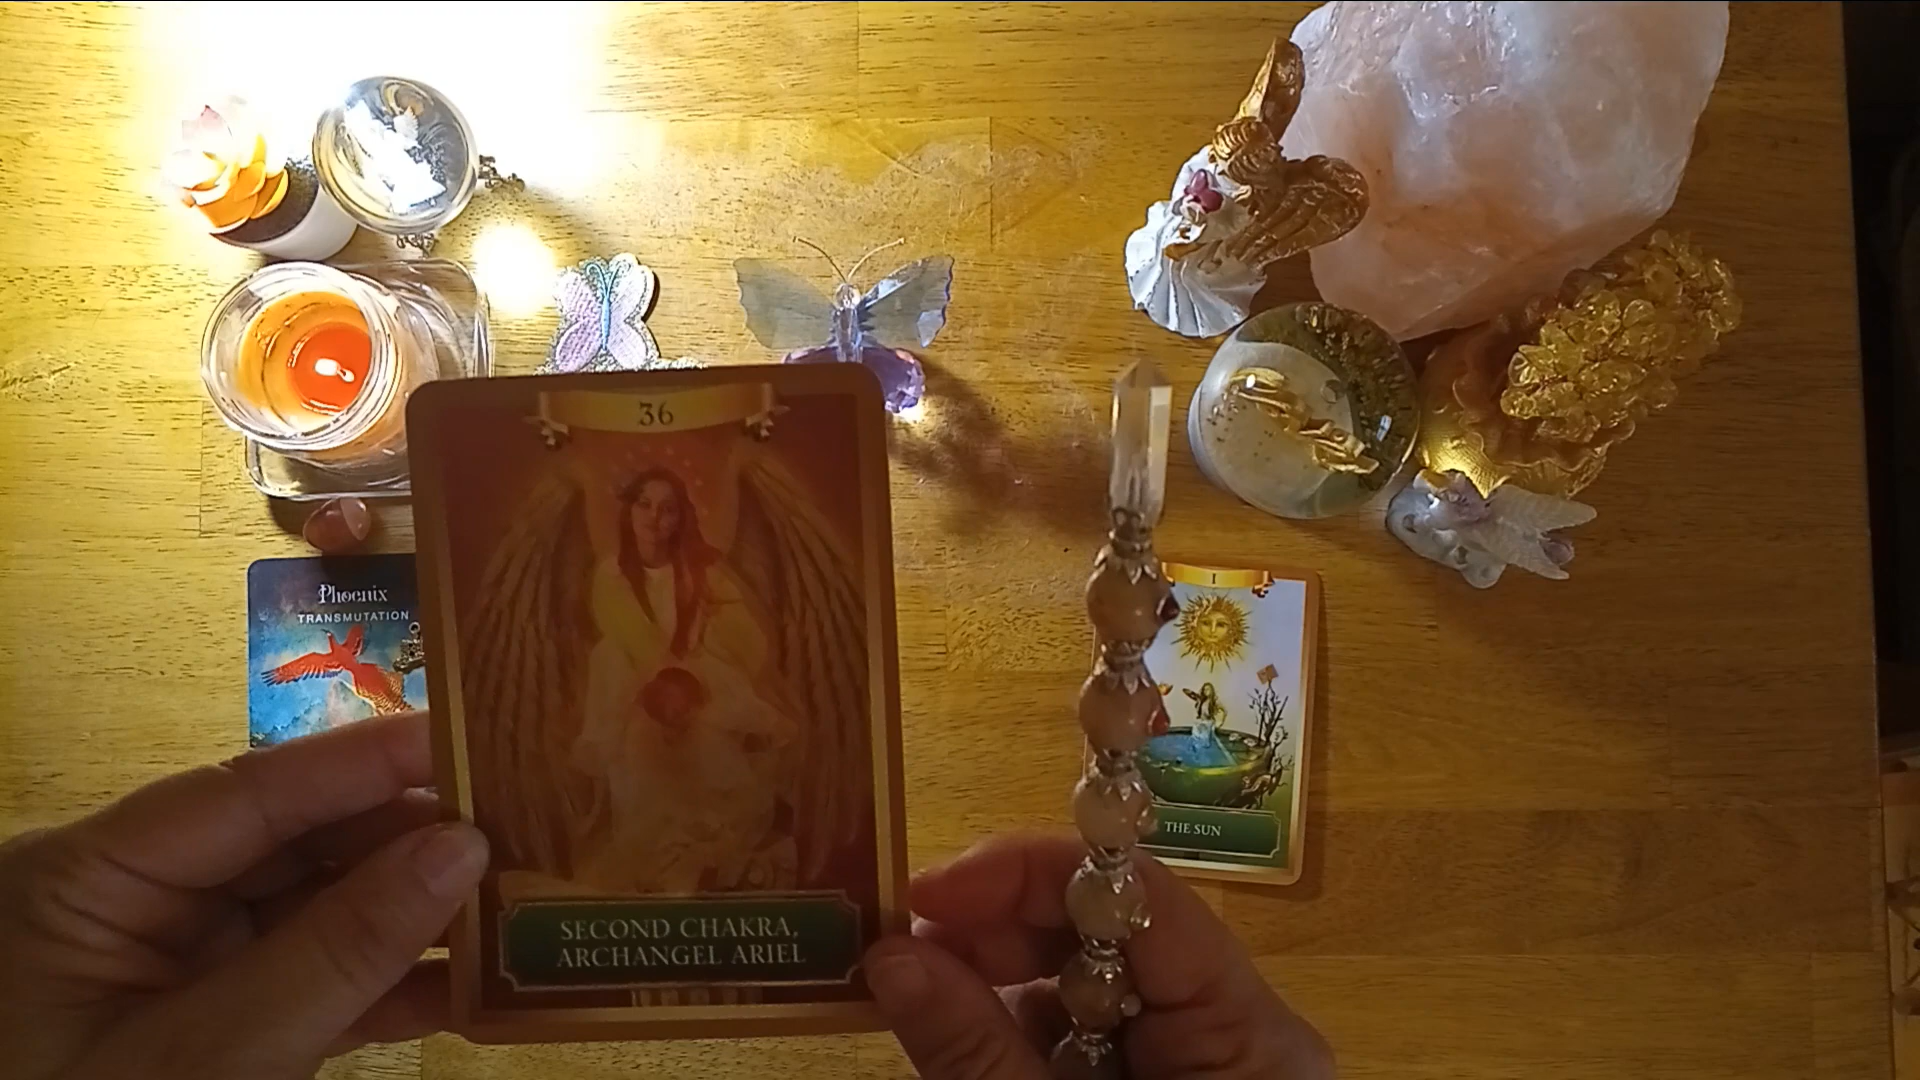 36
SECOND CHAKRA,
ARCHANGEL ARIEL
Phoenix
TRANSMUTATION
I
THE SUN